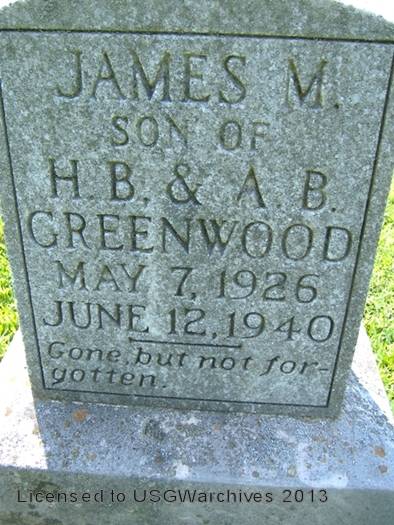 JAMES M.
SON OF
H. B. & A B.
GREENWOOD
MAY 7, 1926
JUNE 12, 1940
Gone, but not for-
gotten.
Licensed to USGWarchives 2013